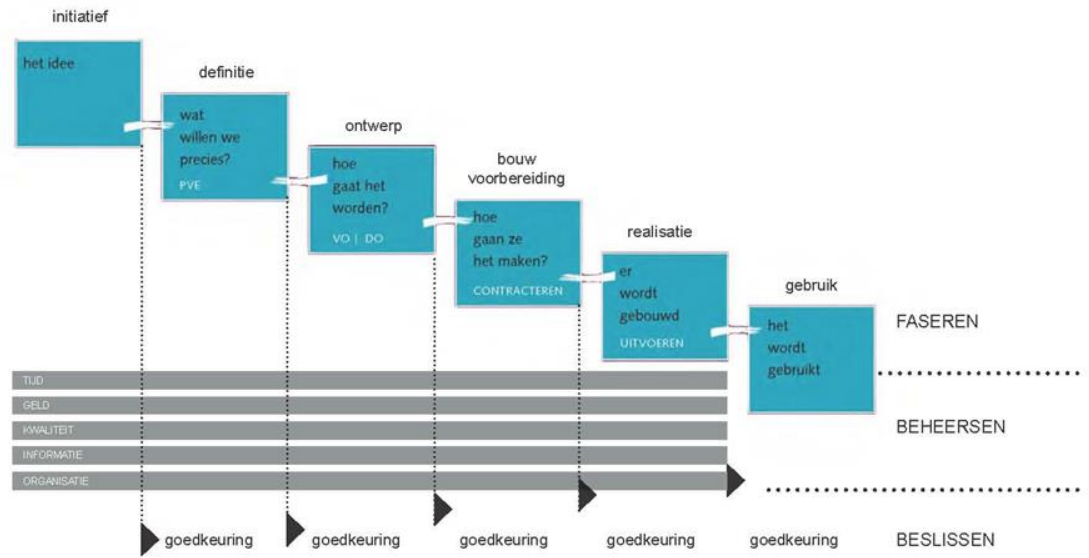 initiatief
het idee
definitie
wat
willen we
precies?
PVE
ontwerp
hoe
gaat het
worden?
VO | DO
bouw
voorbereiding
hoe
gaan ze
het maken?
CONTRACTEREN
realisatie
er
wordt
gebouwd
UITVOEREN
gebruik
het
wordt
gebruikt
FASEREN
TIJD
GELD
KWALITEIT
INFORMATIE
ORGANISATIE
BEHEERSEN
goedkeuring
goedkeuring
goedkeuring
goedkeuring
goedkeuring
BESLISSEN